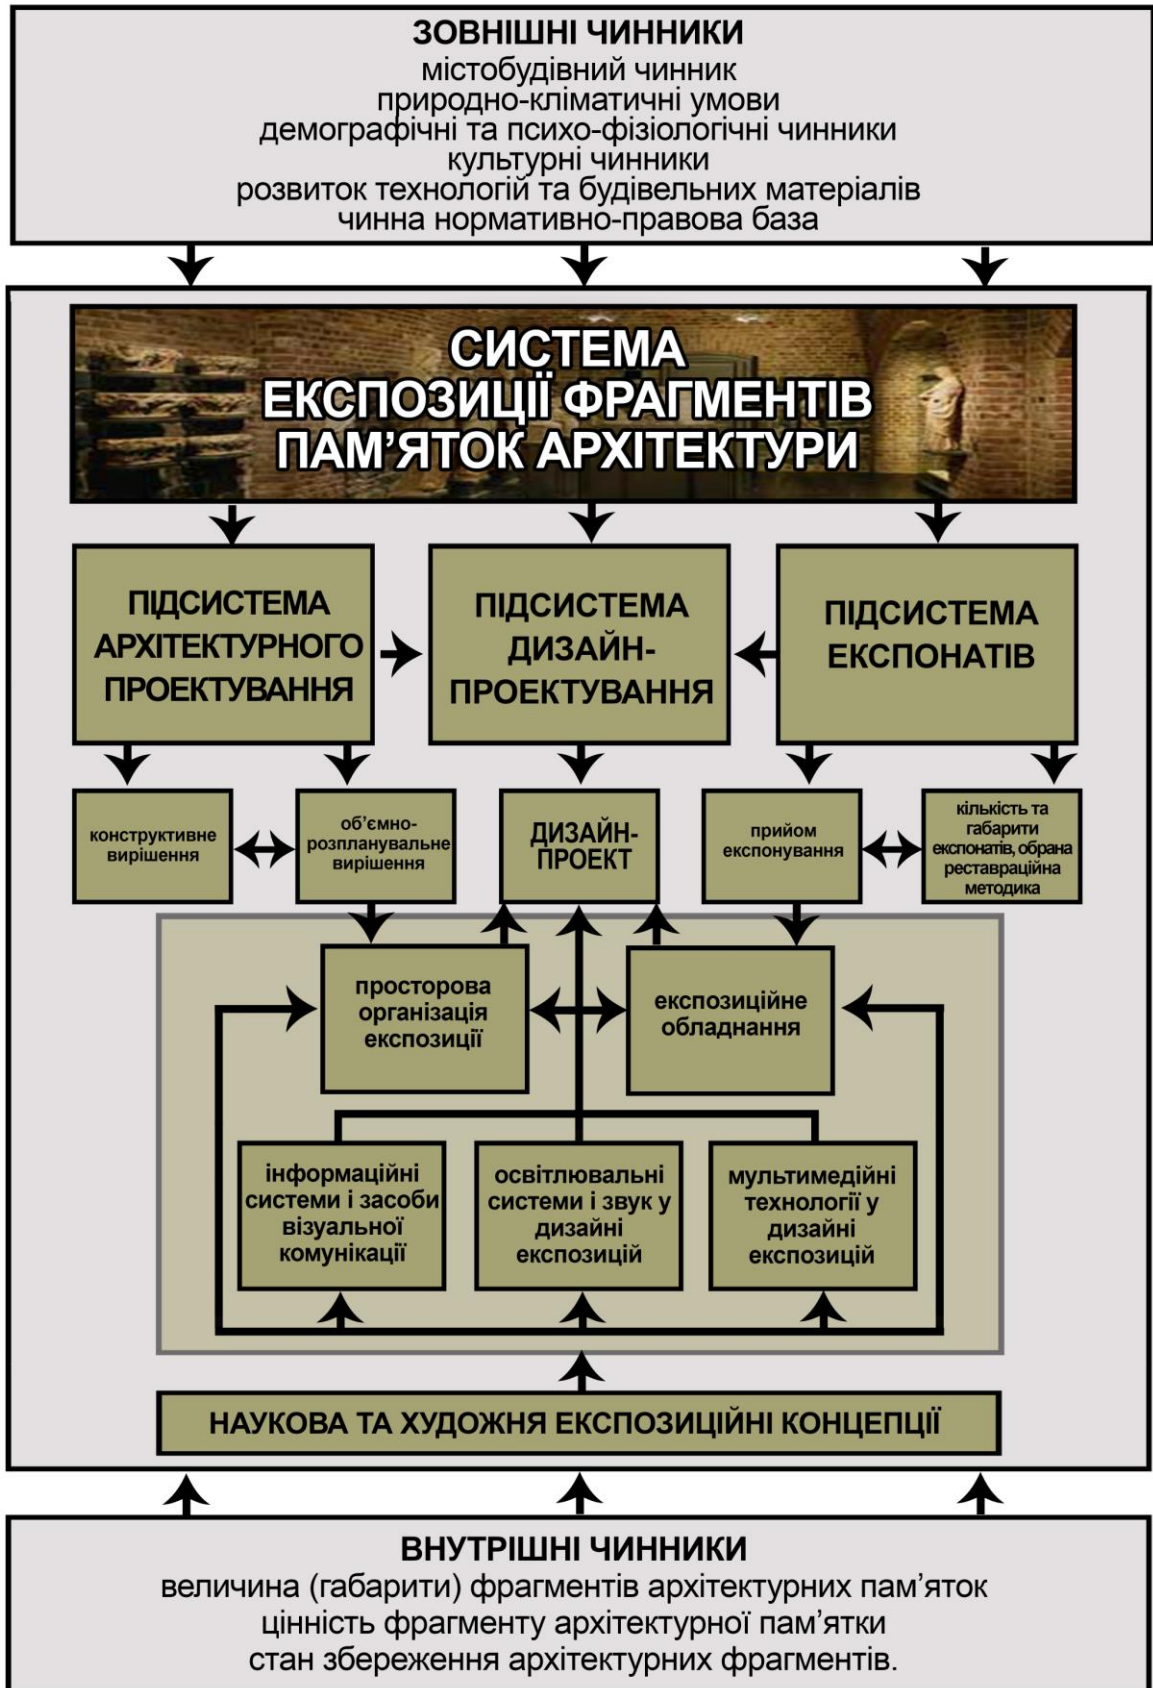 ЗОВНІШНІ ЧИННИКИ
містобудівний чинник
природно-кліматичні умови
демографічні та психо-фізіологічні чинники
культурні чинники
розвиток технологій та будівельних матеріалів
чинна нормативно-правова база
СИСТЕМА
ЕКСПОЗИЦІЇ ФРАГМЕНТІВ
ПАМ’ЯТОК АРХІТЕКТУРИ
ПІДСИСТЕМА
АРХІТЕКТУРНОГО
ПРОЕКТУВАННЯ
ПІДСИСТЕМА
ДИЗАЙН-
ПРОЕКТУВАННЯ
ПІДСИСТЕМА
ЕКСПОНАТІВ
конструктивне
вирішення
об’ємно-
розпланувальне
вирішення
ДИЗАЙН-
ПРОЕКТ
прийом
експонування
кількість та
габарити
експонатів, обрана
реставраційна
методика
просторова
організація
експозиції
експозиційне
обладнання
інформаційні
системи і засоби
візуальної
комунікації
освітлювальні
системи і звук у
дизайні
експозицій
мультимедійні
технології у
дизайні
експозицій
НАУКОВА ТА ХУДОЖНЯ ЕКСПОЗИЦІЙНІ КОНЦЕПЦІЇ
ВНУТРІШНІ ЧИННИКИ
величина (габарити) фрагментів архітектурних пам’яток
цінність фрагменту архітектурної пам’ятки
стан збереження архітектурних фрагментів.